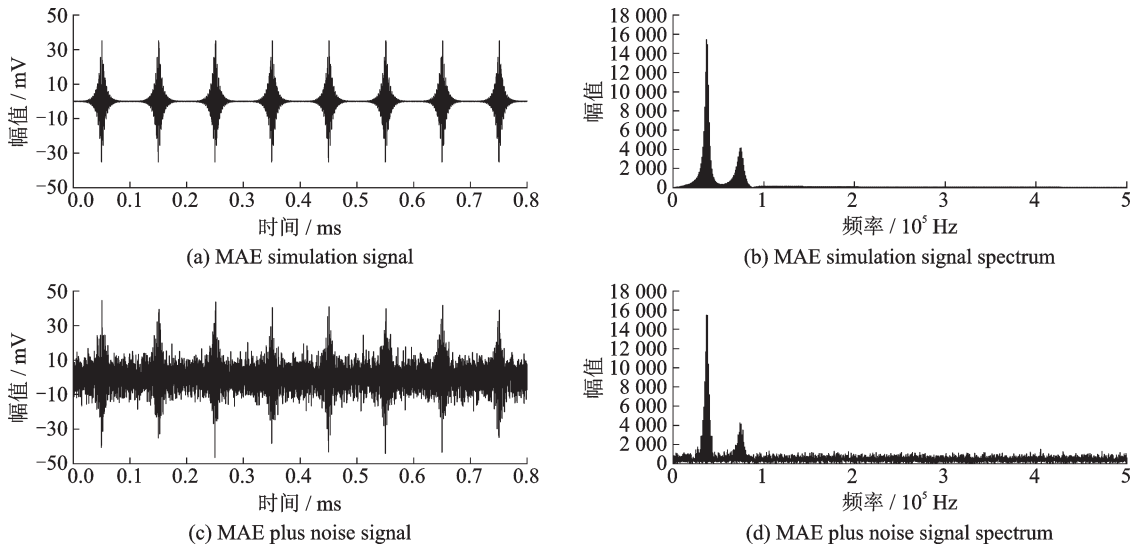 50
30
10
−10
−30
−50
幅值 / mV
0.0 0.1 0.2 0.3 0.4 0.5 0.6 0.7 0.8
时间 / ms
(a) MAE simulation signal
18 000
16 000
14 000
12 000
10 000
8 000
6 000
4 000
2 000
0
幅值
0 1 2 3 4 5
频率 / 10⁵ Hz
(b) MAE simulation signal spectrum
50
30
10
−10
−30
−50
幅值 / mV
0.0 0.1 0.2 0.3 0.4 0.5 0.6 0.7 0.8
时间 / ms
(c) MAE plus noise signal
18 000
16 000
14 000
12 000
10 000
8 000
6 000
4 000
2 000
0
幅值
0 1 2 3 4 5
频率 / 10⁵ Hz
(d) MAE plus noise signal spectrum